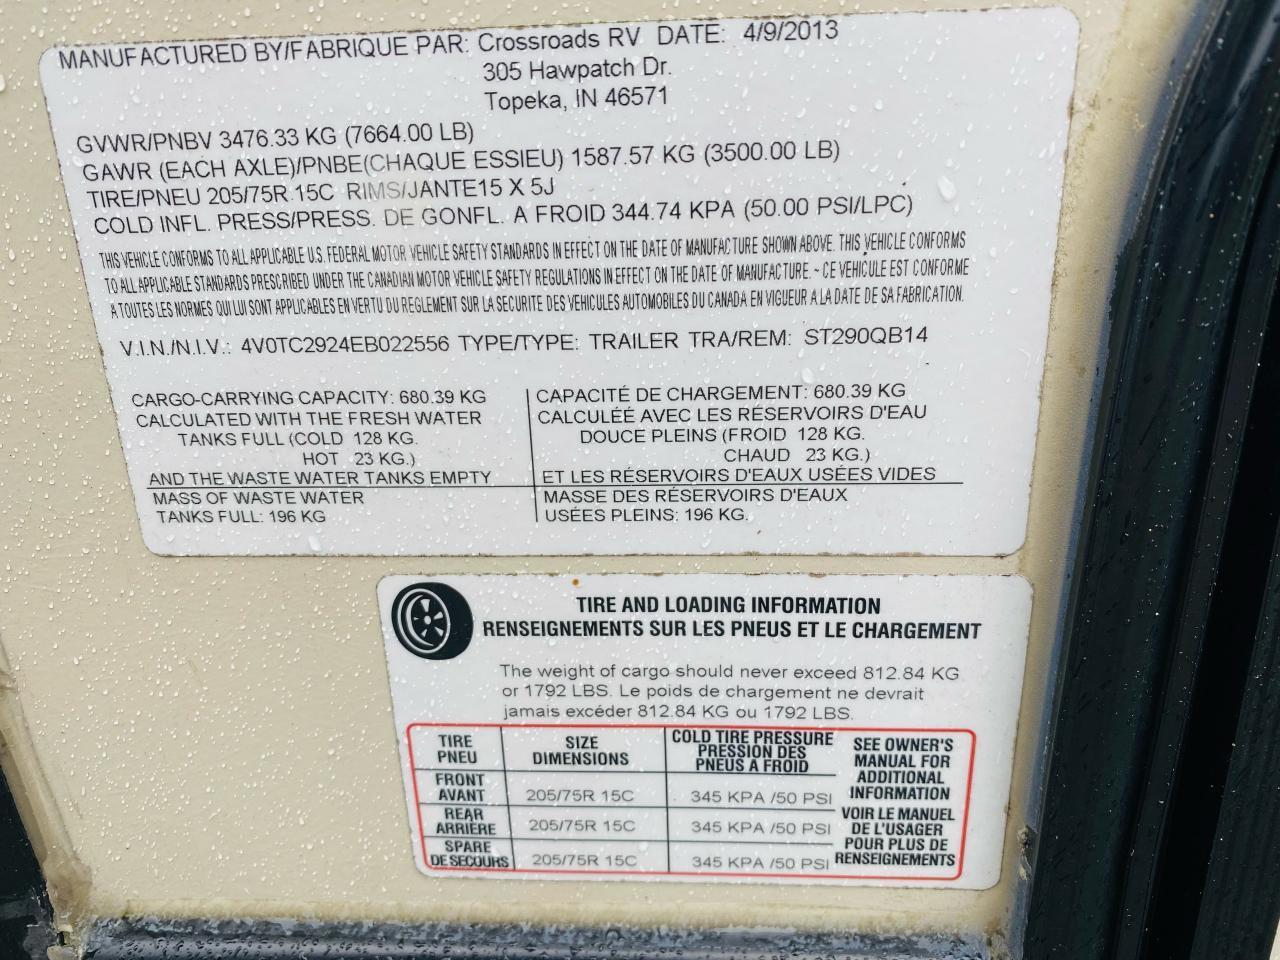 MANUFACTURED BY/FABRIQUE PAR: Crossroads RV DATE: 4/9/2013
305 Hawpatch Dr.
Topeka, IN 46571
GVWR/PNBV 3476.33 KG (7664.00 LB)
GAWR (EACH AXLE)/PNBE(CHAQUE ESSIEU) 1587.57 KG (3500.00 LB)
TIRE/PNEU 205/75R 15C RIMS/JANTE15 X 5J
COLD INFL. PRESS/PRESS. DE GONFL. A FROID 344.74 KPA (50.00 PSI/LPC)
THIS VEHICLE CONFORMS TO ALL APPLICABLE U.S. FEDERAL MOTOR VEHICLE SAFETY STANDARDS IN EFFECT ON THE DATE OF MANUFACTURE SHOWN ABOVE. THIS VEHICLE CONFORMS
TO ALL APPLICABLE STANDARDS PRESCRIBED UNDER THE CANADIAN MOTOR VEHICLE SAFETY REGULATIONS IN EFFECT ON THE DATE OF MANUFACTURE. ~ CE VEHICULE EST CONFORME
A TOUTES LES NORMES QUI LUI SONT APPLICABLES EN VERTU DU REGLEMENT SUR LA SECURITE DES VEHICULES AUTOMOBILES DU CANADA EN VIGUEUR A LA DATE DE SA FABRICATION.
V.I.N./N.I.V.: 4V0TC2924EB022556 TYPE/TYPE: TRAILER TRA/REM: ST290QB14
CARGO-CARRYING CAPACITY: 680.39 KG
CALCULATED WITH THE FRESH WATER
TANKS FULL (COLD 128 KG.
HOT 23 KG.)
AND THE WASTE WATER TANKS EMPTY
MASS OF WASTE WATER
TANKS FULL: 196 KG
CAPACITÉ DE CHARGEMENT: 680.39 KG
CALCULÉÉ AVEC LES RÉSERVOIRS D'EAU
DOUCE PLEINS (FROID 128 KG.
CHAUD 23 KG.)
ET LES RÉSERVOIRS D'EAUX USÉES VIDES
MASSE DES RÉSERVOIRS D'EAUX
USÉES PLEINS: 196 KG.
TIRE AND LOADING INFORMATION
RENSEIGNEMENTS SUR LES PNEUS ET LE CHARGEMENT
The weight of cargo should never exceed 812.84 KG
or 1792 LBS. Le poids de chargement ne devrait
jamais excéder 812.84 KG ou 1792 LBS.
TIRE
PNEU
SIZE
DIMENSIONS
COLD TIRE PRESSURE
PRESSION DES
PNEUS A FROID
FRONT
AVANT
205/75R 15C
345 KPA /50 PSI
REAR
ARRIÈRE
205/75R 15C
345 KPA /50 PSI
SPARE
DE SECOURS
205/75R 15C
345 KPA /50 PSI
SEE OWNER'S
MANUAL FOR
ADDITIONAL
INFORMATION
VOIR LE MANUEL
DE L'USAGER
POUR PLUS DE
RENSEIGNEMENTS